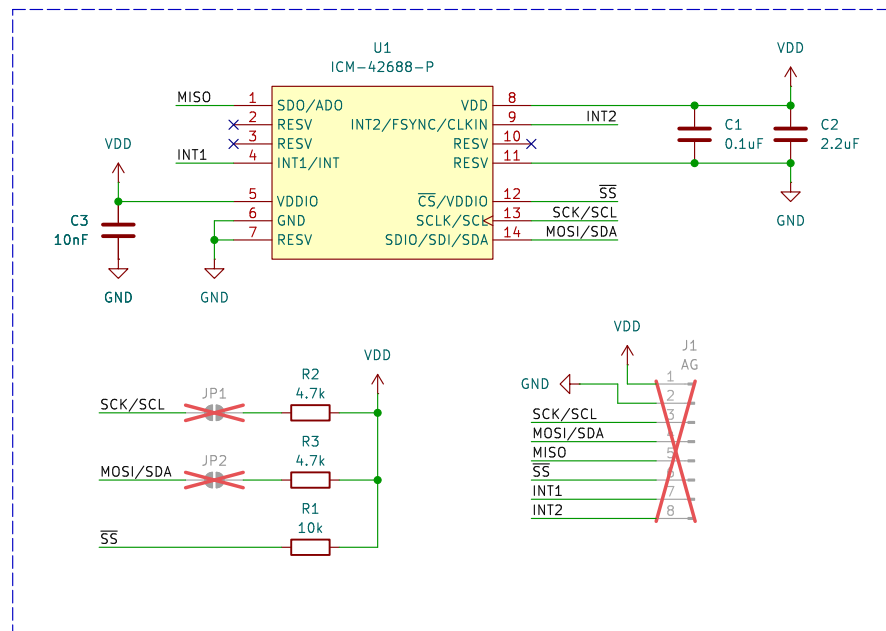 U1
ICM-42688-P
MISO
INT1
1 SDO/ADO
2 RESV
3 RESV
4 INT1/INT
5 VDDIO
6 GND
7 RESV
VDD 8
INT2/FSYNC/CLKIN 9
RESV 10
RESV 11
CS/VDDIO 12
SCLK/SCL 13
SDIO/SDI/SDA 14
INT2
SS
SCK/SCL
MOSI/SDA
VDD
C3
10nF
GND
GND
VDD
C1
0.1uF
C2
2.2uF
GND
VDD
SCK/SCL
JP1
R2
4.7k
MOSI/SDA
JP2
R3
4.7k
SS
R1
10k
VDD
GND
J1
AG
1
2
SCK/SCL 3
MOSI/SDA
MISO 5
SS 6
INT1 7
INT2 8